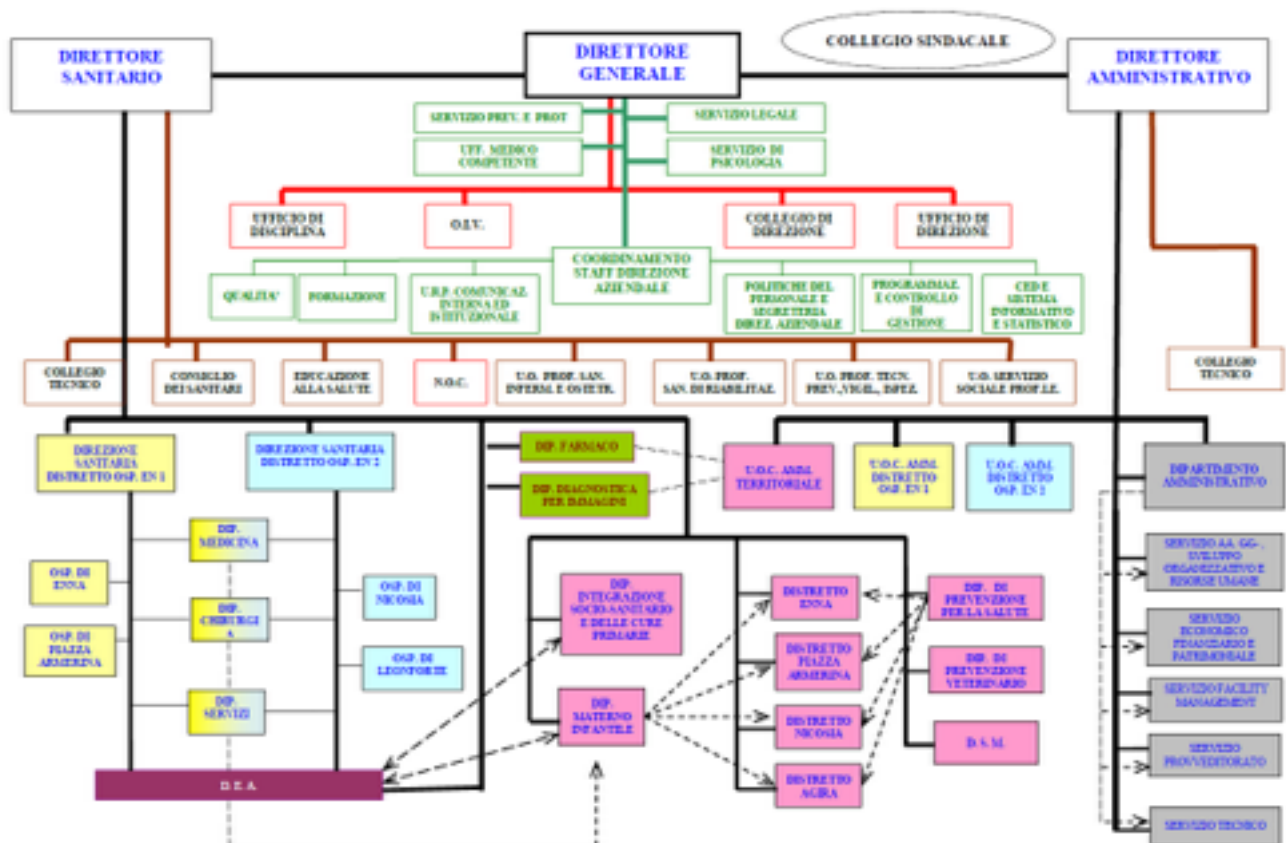 DIRETTORE
SANITARIO
DIRETTORE
GENERALE
COLLEGIO SINDACALE
DIRETTORE
AMMINISTRATIVO
SERVIZIO PREV. E PROT
SERVIZIO LEGALE
UFF. MEDICO
COMPETENTE
SERVIZIO DI
PSICOLOGIA
UFFICIO DI
DISCIPLINA
O.I.V.
COLLEGIO DI
DIREZIONE
UFFICIO DI
DIREZIONE
COORDINAMENTO
STAFF DIREZIONE
AZIENDALE
QUALITA'
FORMAZIONE
U.R.P. COMUNICAZ.
INTERNA ED
ISTITUZIONALE
POLITICHE DEL
PERSONALE E
SEGRETERIA
DIREZ. AZIENDALE
PROGRAMMAZ.
E CONTROLLO
DI
GESTIONE
CED E
SISTEMA
INFORMATIVO
E STATISTICO
COLLEGIO
TECNICO
CONSIGLIO
DEI SANITARI
EDUCAZIONE
ALLA SALUTE
N.O.C.
U.O. PROF. SAN.
INFERM. E OSTETR.
U.O. PROF.
SAN. DI RIABILITAZ.
U.O. PROF. TECN.
PREV.,VIGIL., ISPEZ.
U.O. SERVIZIO
SOCIALE PROF.LE.
COLLEGIO
TECNICO
DIREZIONE
SANITARIA
DISTRETTO OSP. EN 1
DIREZIONE SANITARIA
DISTRETTO OSP. EN 2
DIP. FARMACO
DIP. DIAGNOSTICA
PER IMMAGINI
U.O.C. AMM.
TERRITORIALE
U.O.C. AMM.
DISTRETTO
OSP. EN 1
U.O.C. AMM.
DISTRETTO
OSP. EN 2
DIPARTIMENTO
AMMINISTRATIVO
DIP.
MEDICINA
OSP. DI
ENNA
OSP. DI
NICOSIA
DIP.
CHIRURG
IA
OSP. DI
PIAZZA
ARMERINA
OSP. DI
LEONFORTE
DIP.
SERVIZI
D.E.A.
DIP.
INTEGRAZIONE
SOCIO-SANITARIO
E DELLE CURE
PRIMARIE
DIP.
MATERNO
INFANTILE
DISTRETTO
ENNA
DISTRETTO
PIAZZA
ARMERINA
DISTRETTO
NICOSIA
DISTRETTO
AGIRA
DIP. DI
PREVENZIONE
PER LA SALUTE
DIP. DI
PREVENZIONE
VETERINARIO
D. S. M.
SERVIZIO AA. GG- ,
SVILUPPO
ORGANIZZATIVO E
RISORSE UMANE
SERVIZIO
ECONOMICO
FINANZIARIO E
PATRIMONIALE
SERVIZIO FACILITY
MANAGEMENT
SERVIZIO
PROVVEDITORATO
SERVIZIO TECNICO